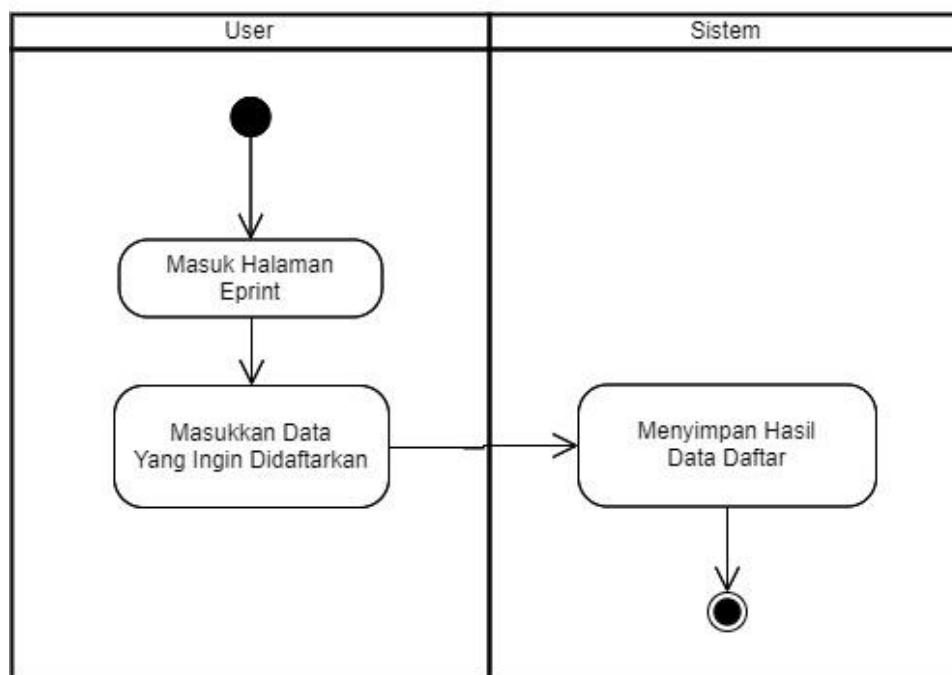 User
Sistem
Masuk Halaman
Eprint
Masukkan Data
Yang Ingin Didaftarkan
Menyimpan Hasil
Data Daftar